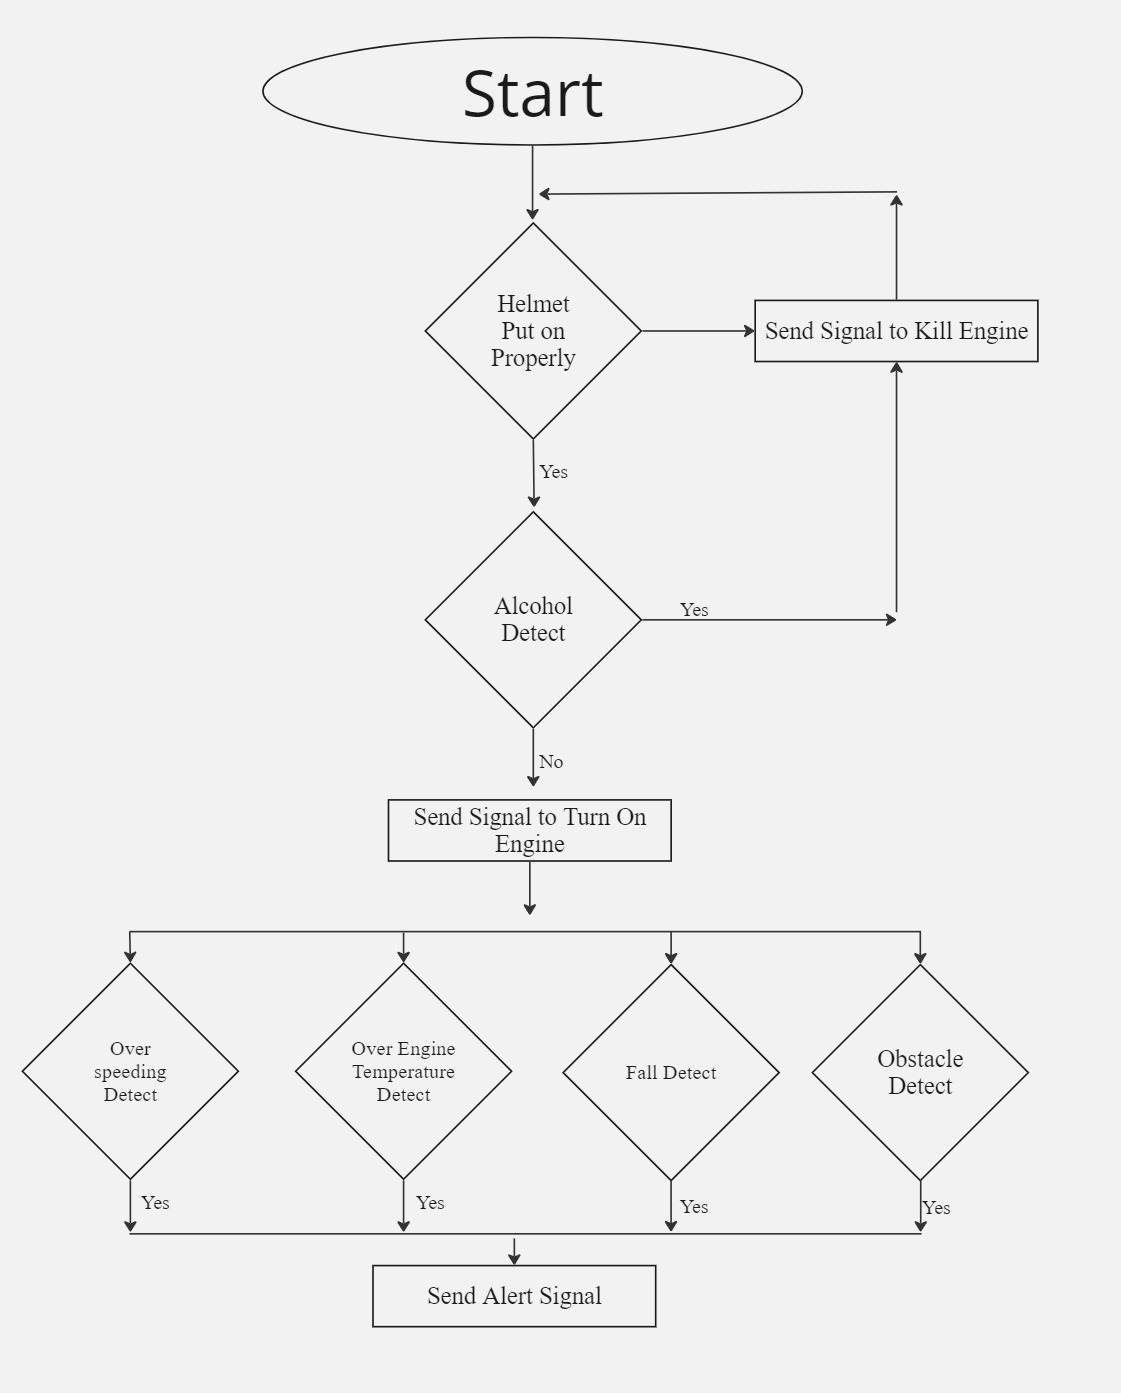 Start
Helmet
Put on
Properly
Send Signal to Kill Engine
Yes
Alcohol
Detect
Yes
No
Send Signal to Turn On
Engine
Over
speeding
Detect
Over Engine
Temperature
Detect
Fall Detect
Obstacle
Detect
Yes
Yes
Yes
Yes
Send Alert Signal